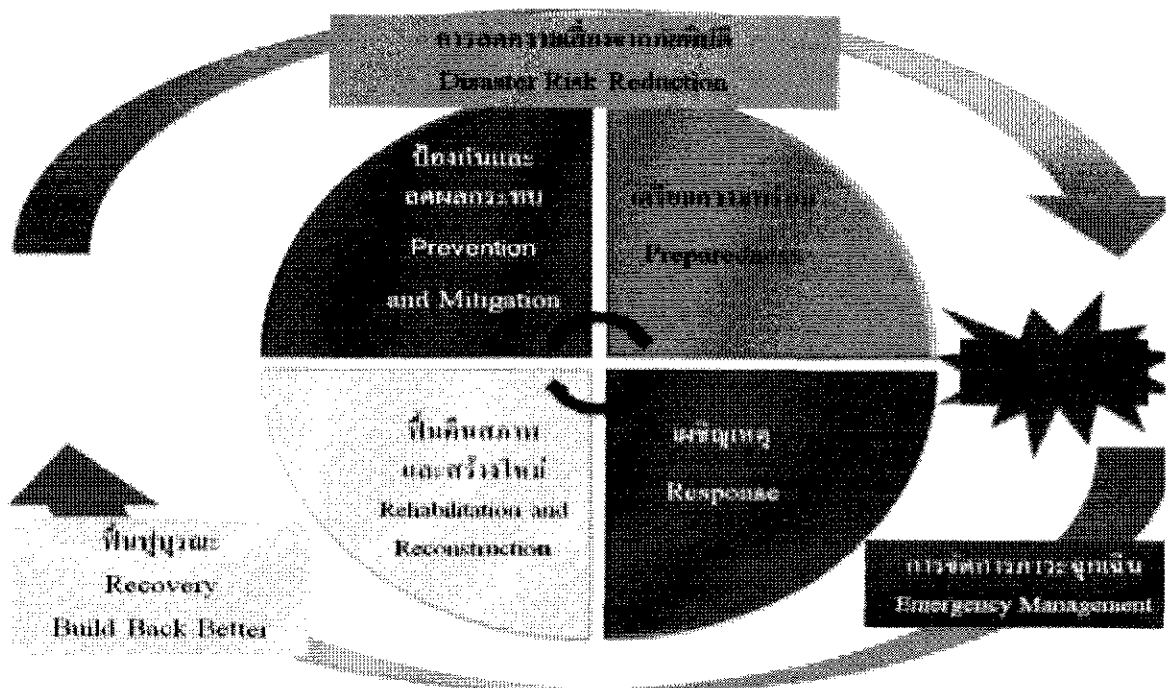 การลดความเสี่ยงจากภัยพิบัติ
Disaster Risk Reduction
ป้องกันและ
ลดผลกระทบ
Prevention
and Mitigation
เตรียมความพร้อม
Preparedness
ฟื้นคืนสภาพ
และสร้างใหม่
Rehabilitation and
Reconstruction
เผชิญเหตุ
Response
ฟื้นฟูบูรณะ
Recovery
Build Back Better
การจัดการภาวะฉุกเฉิน
Emergency Management